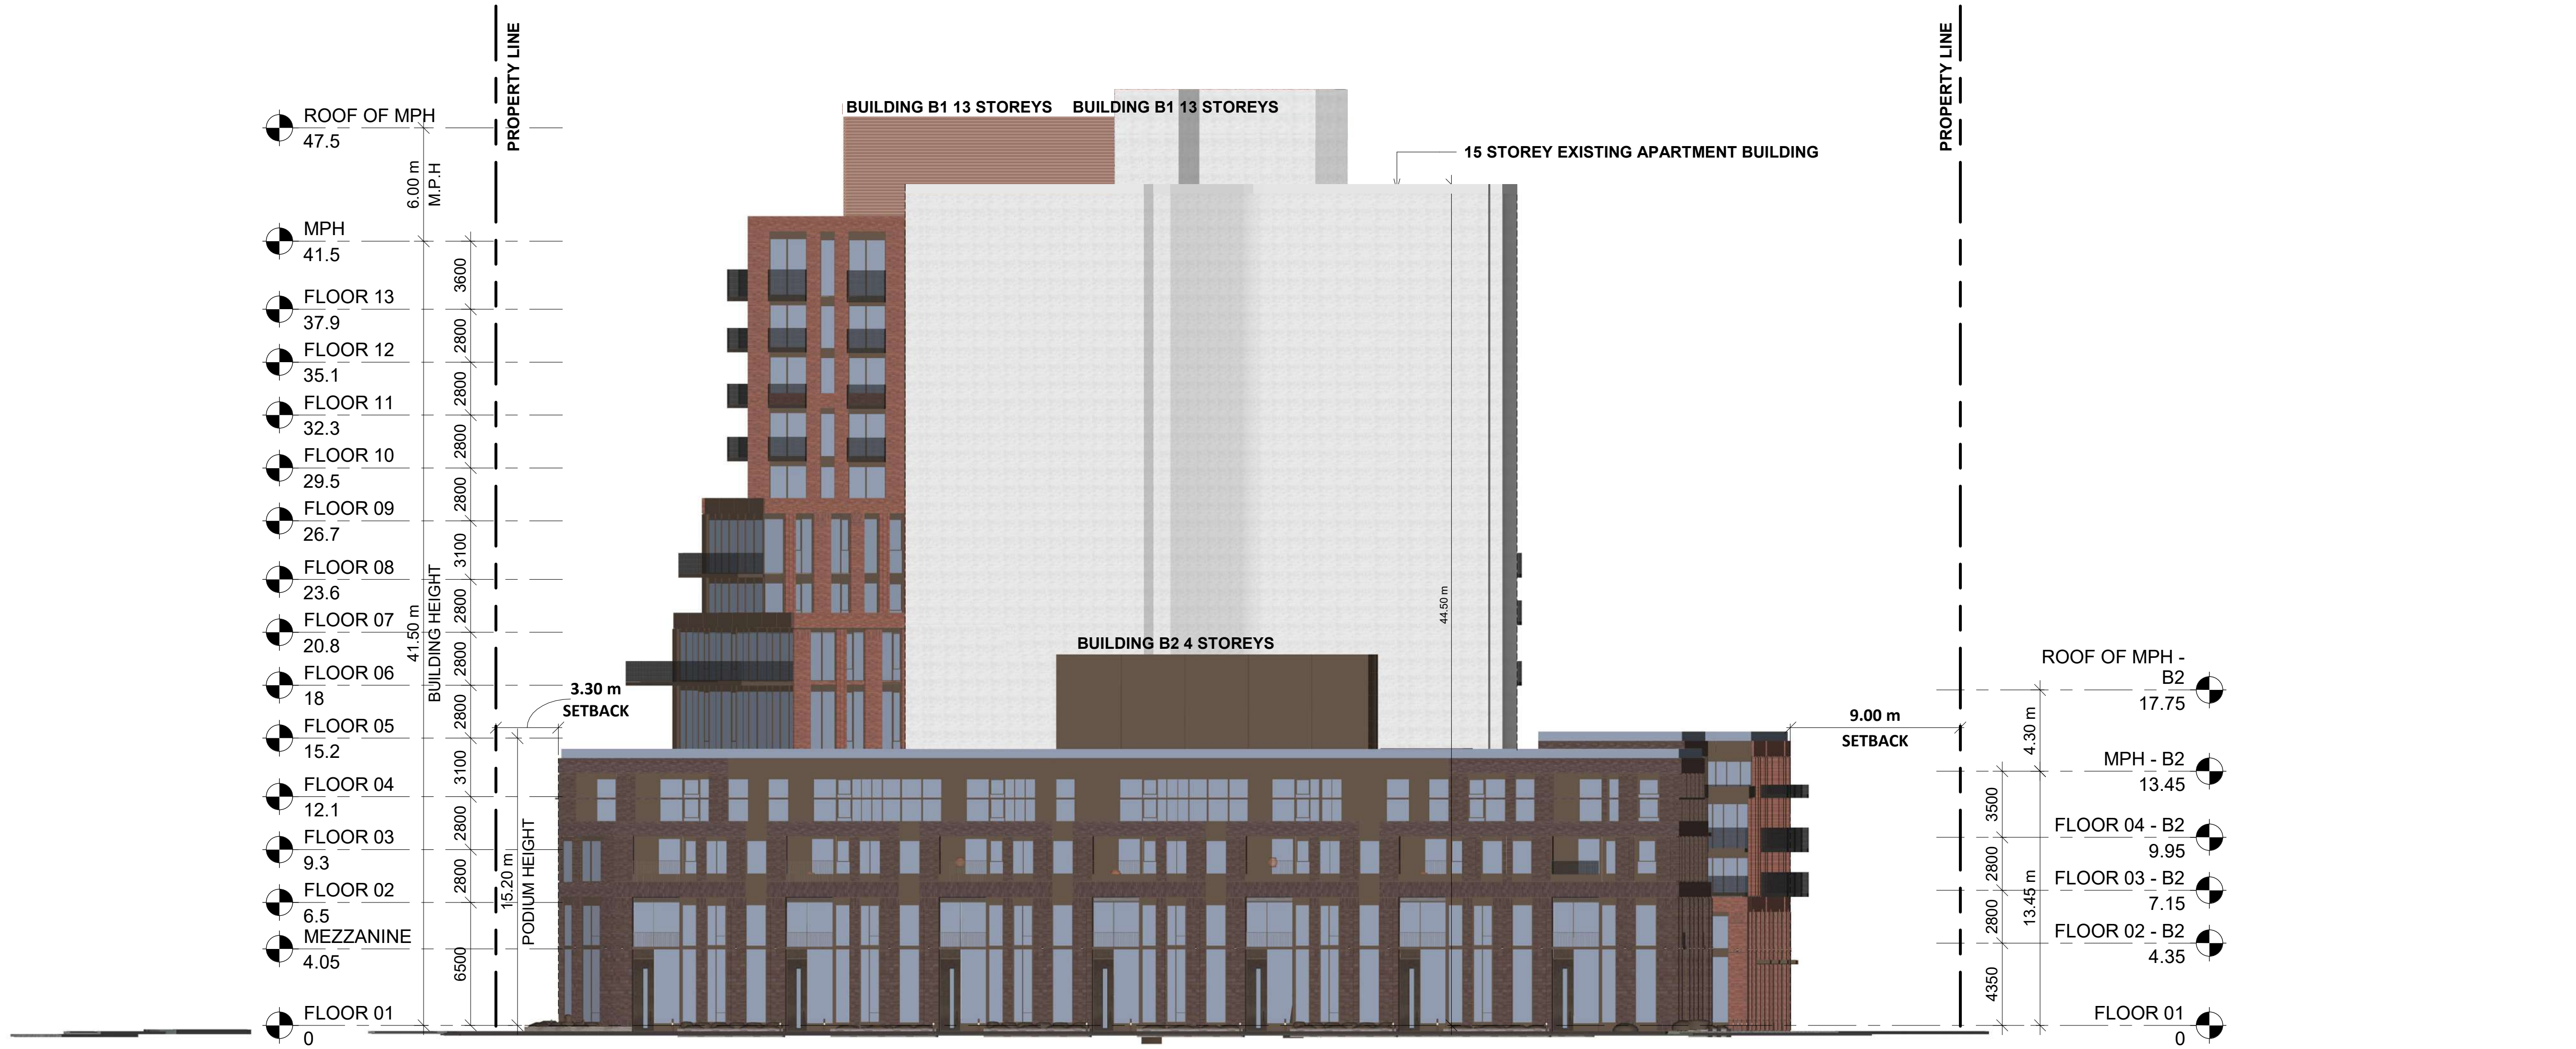 PROPERTY LINE
PROPERTY LINE
BUILDING B1 13 STOREYS
BUILDING B1 13 STOREYS
15 STOREY EXISTING APARTMENT BUILDING
ROOF OF MPH
47.5
6.00 m
M.P.H
MPH
41.5
3600
FLOOR 13
37.9
2800
FLOOR 12
35.1
2800
FLOOR 11
32.3
2800
FLOOR 10
29.5
2800
FLOOR 09
26.7
3100
FLOOR 08
23.6
2800
FLOOR 07
20.8
2800
FLOOR 06
18
2800
FLOOR 05
15.2
3100
FLOOR 04
12.1
2800
FLOOR 03
9.3
2800
FLOOR 02
6.5
MEZZANINE
4.05
6500
FLOOR 01
0
41.50 m
BUILDING HEIGHT
15.20 m
PODIUM HEIGHT
3.30 m
SETBACK
44.50 m
BUILDING B2 4 STOREYS
9.00 m
SETBACK
ROOF OF MPH -
B2
17.75
4.30 m
MPH - B2
13.45
3500
FLOOR 04 - B2
9.95
2800
FLOOR 03 - B2
7.15
2800
13.45 m
FLOOR 02 - B2
4.35
4350
FLOOR 01
0